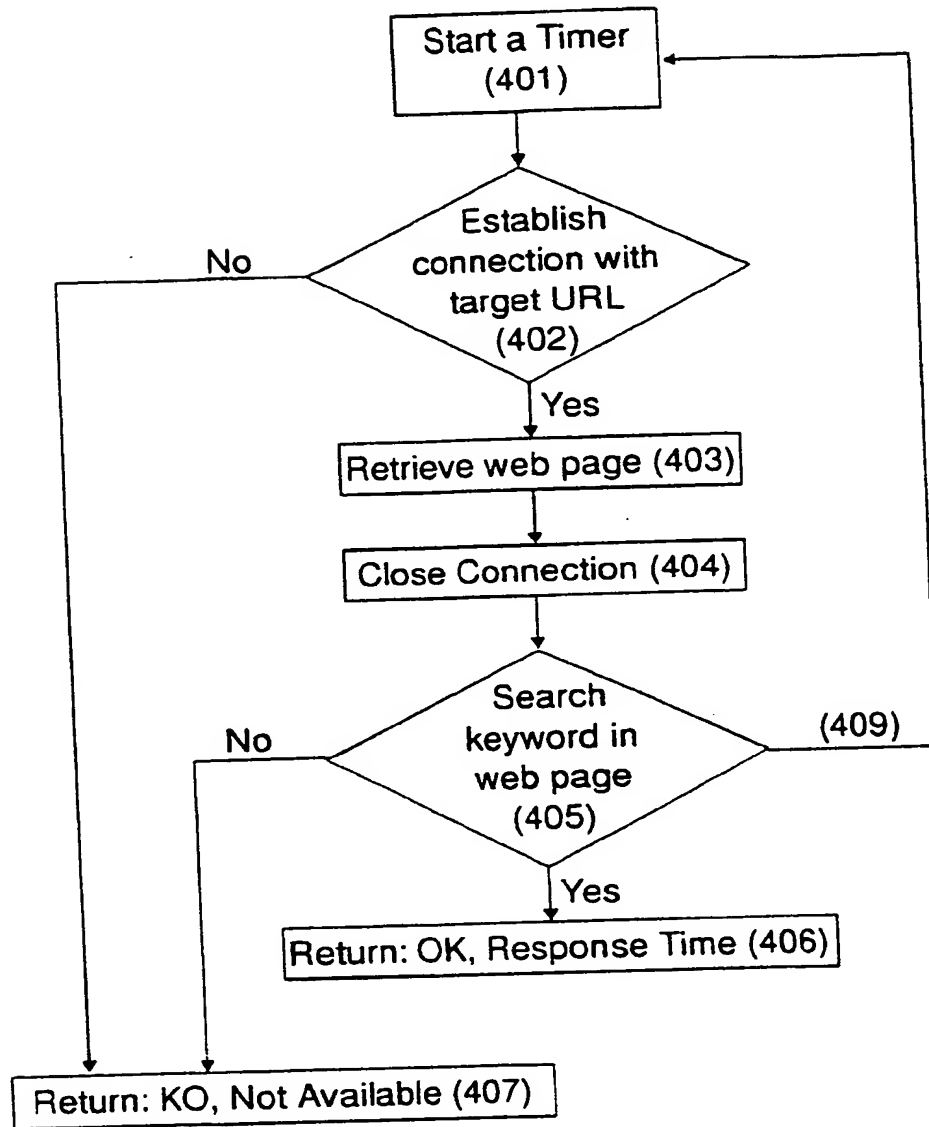 Start a Timer
(401)
Establish
connection with
target URL
(402)
No
Yes
Retrieve web page (403)
Close Connection (404)
Search
keyword in
web page
(405)
No
(409)
Yes
Return: OK, Response Time (406)
Return: KO, Not Available (407)